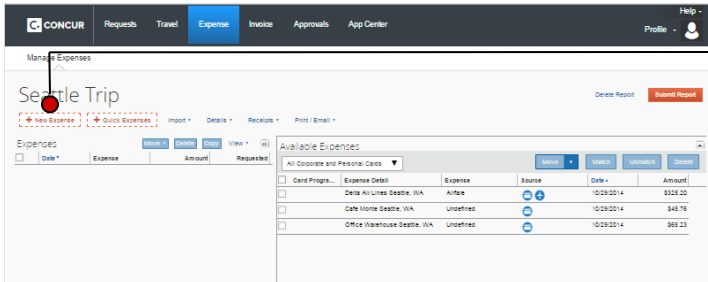 Help
C. CONCUR Requests Travel Expense Invoice Approvals App Center Profile
Manage Expenses
Seattle Trip Delete Report Submit Report
+ New Expense + Quick Expenses Import Details Receipts Print / Email
Expenses Move Delete Copy View Available Expenses
Date Expense Amount Requested All Corporate and Personal Cards Move Match Unmatch Delete
Card Progra... Expense Detail Expense Source Date Amount
Delta Air Lines Seattle, WA Airfare 10/29/2014 $325.20
Cafe Monte Seattle, WA Undefined 10/29/2014 $45.76
Office Warehouse Seattle, WA Undefined 10/29/2014 $68.23